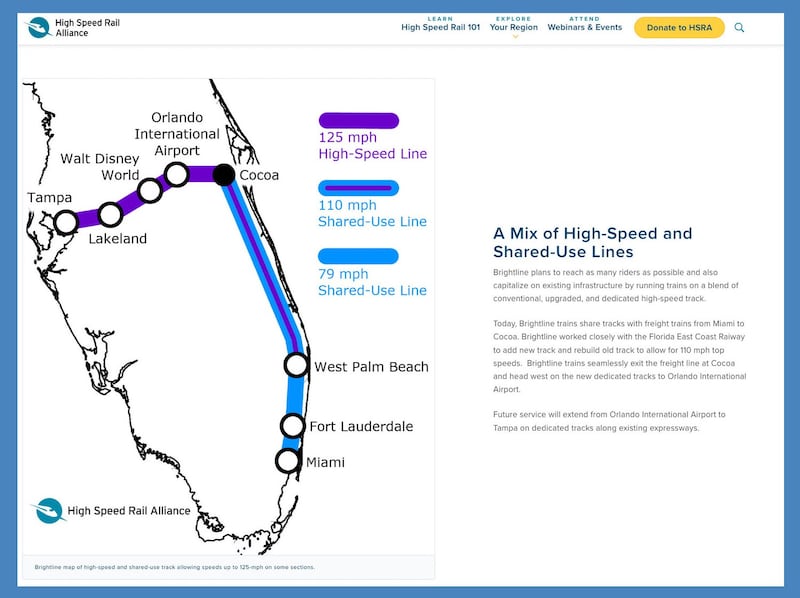 High Speed Rail
Alliance
LEARN
High Speed Rail 101
EXPLORE
Your Region
ATTEND
Webinars & Events
Donate to HSRA
Orlando
International
Airport
Walt Disney
World
Tampa
Lakeland
Cocoa
125 mph
High-Speed Line
110 mph
Shared-Use Line
79 mph
Shared-Use Line
West Palm Beach
Fort Lauderdale
Miami
High Speed Rail Alliance
Brightline map of high-speed and shared-use track allowing speeds up to 125-mph on some sections.
A Mix of High-Speed and
Shared-Use Lines
Brightline plans to reach as many riders as possible and also
capitalize on existing infrastructure by running trains on a blend of
conventional, upgraded, and dedicated high-speed track.
Today, Brightline trains share tracks with freight trains from Miami to
Cocoa. Brightline worked closely with the Florida East Coast Raiway
to add new track and rebuild old track to allow for 110 mph top
speeds. Brightline trains seamlessly exit the freight line at Cocoa
and head west on the new dedicated tracks to Orlando International
Airport.
Future service will extend from Orlando International Airport to
Tampa on dedicated tracks along existing expressways.